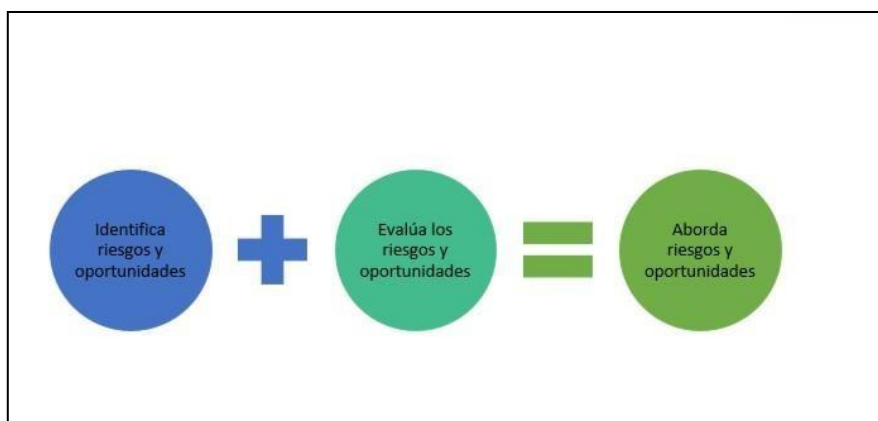 Identifica
riesgos y
oportunidades
Evalúa los
riesgos y
oportunidades
Aborda
riesgos y
oportunidades